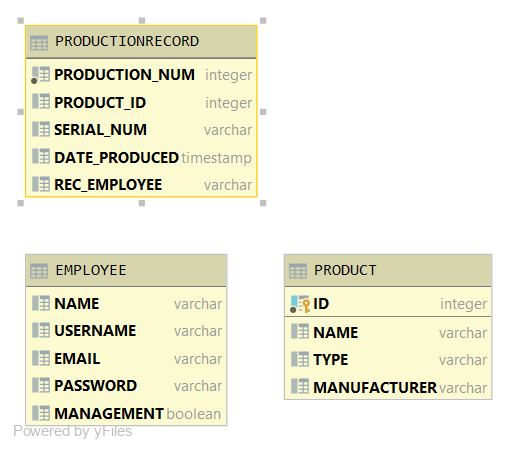 PRODUCTIONRECORD
PRODUCTION_NUM integer
PRODUCT_ID integer
SERIAL_NUM varchar
DATE_PRODUCED timestamp
REC_EMPLOYEE varchar
EMPLOYEE
NAME varchar
USERNAME varchar
EMAIL varchar
PASSWORD varchar
MANAGEMENT boolean
PRODUCT
ID integer
NAME varchar
TYPE varchar
MANUFACTURER varchar
Powered by yFiles